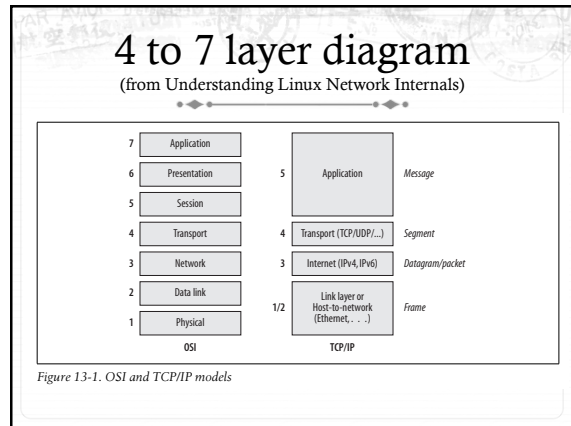 4 to 7 layer diagram
(from Understanding Linux Network Internals)
7 Application
6 Presentation
5 Session
4 Transport
3 Network
2 Data link
1 Physical
OSI
5 Application Message
4 Transport (TCP/UDP/...) Segment
3 Internet (IPv4, IPv6) Datagram/packet
1/2 Link layer or
Host-to-network
(Ethernet, . . .) Frame
TCP/IP
Figure 13-1. OSI and TCP/IP models